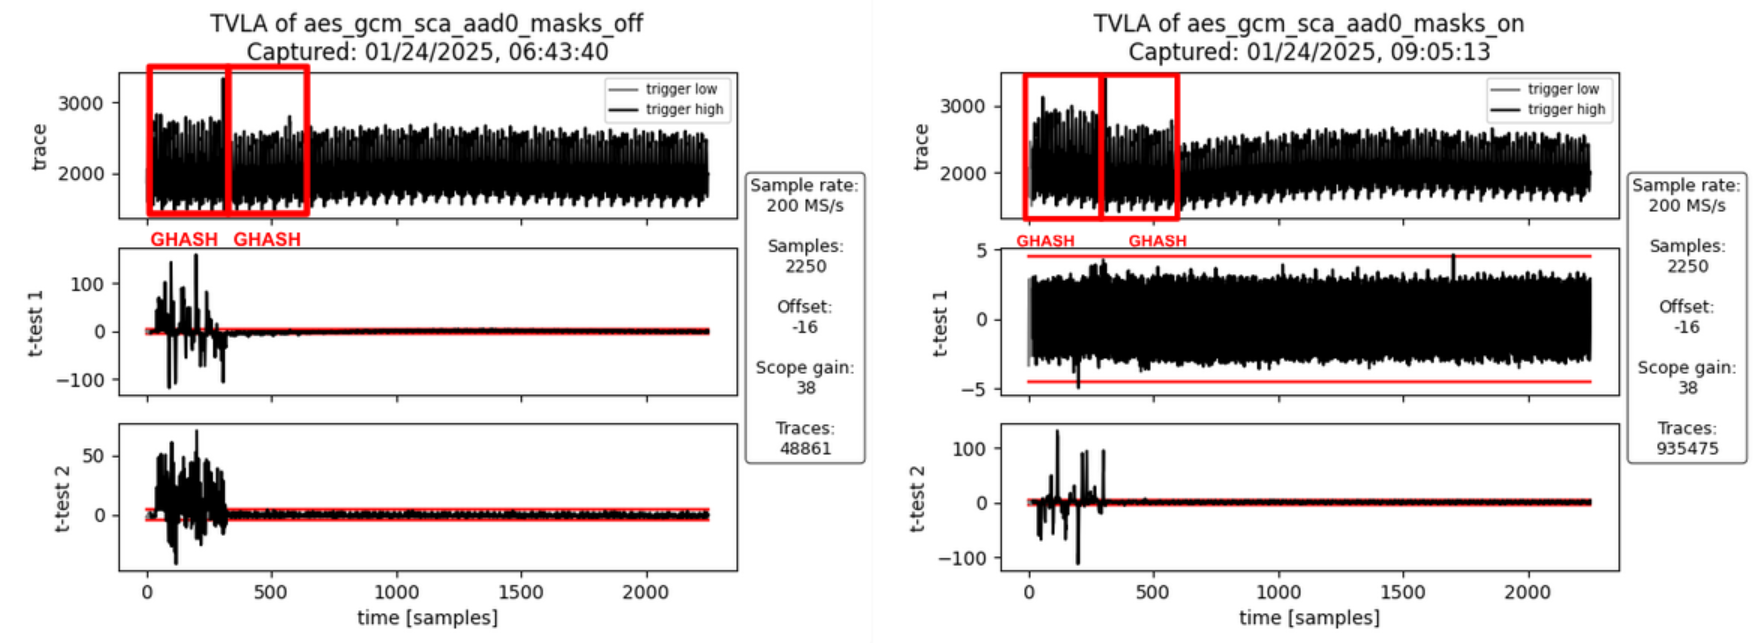 TVLA of aes_gcm_sca_aad0_masks_off
Captured: 01/24/2025, 06:43:40
trace
3000
2000
trigger low
trigger high
GHASH GHASH
t-test 1
100
0
−100
t-test 2
50
0
0 500 1000 1500 2000
time [samples]
Sample rate:
200 MS/s
Samples:
2250
Offset:
-16
Scope gain:
38
Traces:
48861
TVLA of aes_gcm_sca_aad0_masks_on
Captured: 01/24/2025, 09:05:13
trace
3000
2000
trigger low
trigger high
GHASH GHASH
t-test 1
5
0
−5
t-test 2
100
0
−100
0 500 1000 1500 2000
time [samples]
Sample rate:
200 MS/s
Samples:
2250
Offset:
-16
Scope gain:
38
Traces:
935475